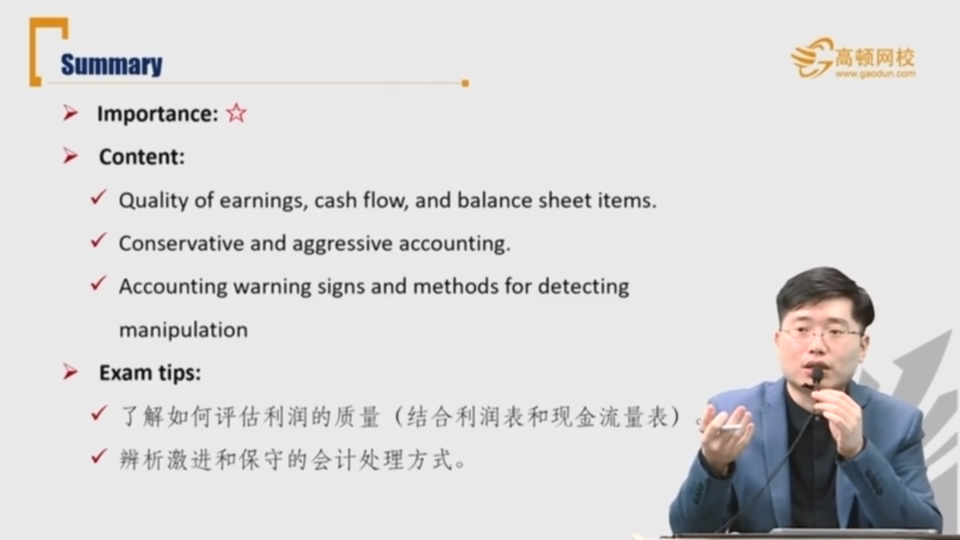 Summary
高顿网校
www.gaodun.com
Importance: ☆
Content:
Quality of earnings, cash flow, and balance sheet items.
Conservative and aggressive accounting.
Accounting warning signs and methods for detecting
manipulation
Exam tips:
了解如何评估利润的质量（结合利润表和现金流量表）。
辨析激进和保守的会计处理方式。